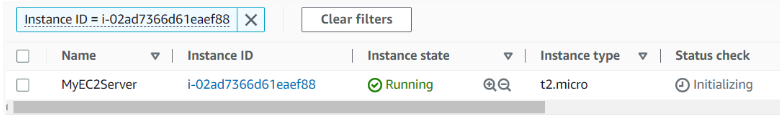 Instance ID = i-02ad7366d61eaef88 Clear filters
Name Instance ID Instance state Instance type Status check
MyEC2Server i-02ad7366d61eaef88 Running t2.micro Initializing